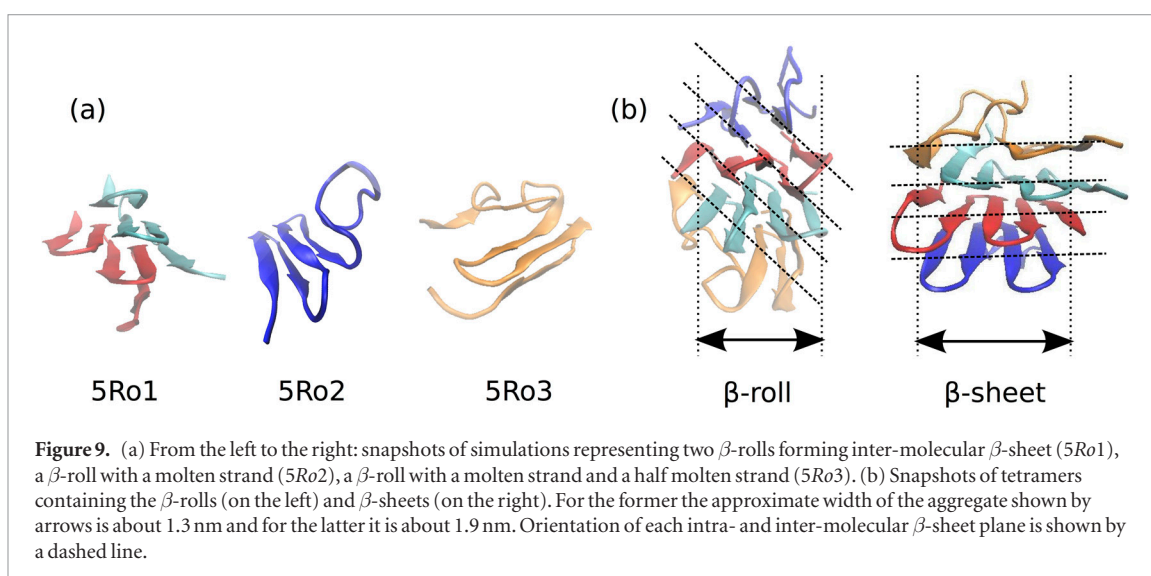 (a)
(b)
5Ro1
5Ro2
5Ro3
β-roll
β-sheet
Figure 9. (a) From the left to the right: snapshots of simulations representing two β-rolls forming inter-molecular β-sheet (5Ro1),
a β-roll with a molten strand (5Ro2), a β-roll with a molten strand and a half molten strand (5Ro3). (b) Snapshots of tetramers
containing the β-rolls (on the left) and β-sheets (on the right). For the former the approximate width of the aggregate shown by
arrows is about 1.3 nm and for the latter it is about 1.9 nm. Orientation of each intra- and inter-molecular β-sheet plane is shown by
a dashed line.